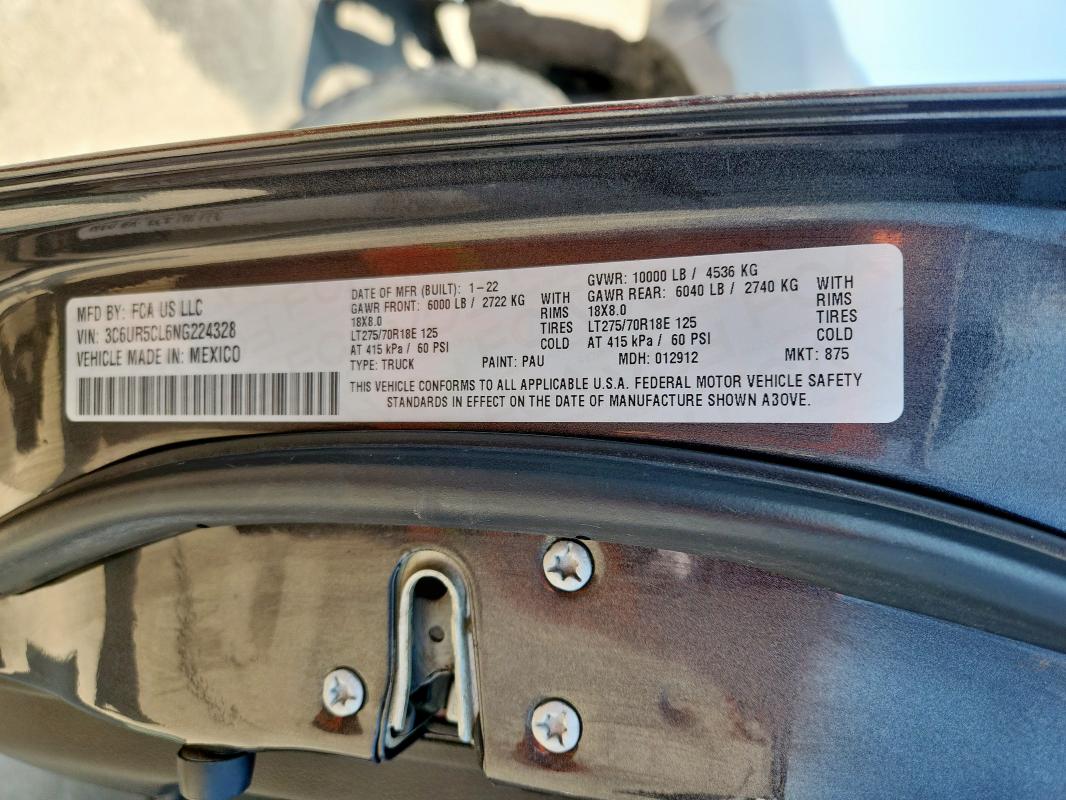 MFD BY: FCA US LLC
VIN: 3C6UR5CL6NG224328
VEHICLE MADE IN: MEXICO
DATE OF MFR (BUILT): 1-22
GAWR FRONT: 6000 LB / 2722 KG
18X8.0
LT275/70R18E 125
AT 415 kPa / 60 PSI
WITH
RIMS
TIRES
COLD
GVWR: 10000 LB / 4536 KG
GAWR REAR: 6040 LB / 2740 KG
18X8.0
LT275/70R18E 125
AT 415 kPa / 60 PSI
WITH
RIMS
TIRES
COLD
TYPE: TRUCK PAINT: PAU MDH: 012912 MKT: 875
THIS VEHICLE CONFORMS TO ALL APPLICABLE U.S.A. FEDERAL MOTOR VEHICLE SAFETY
STANDARDS IN EFFECT ON THE DATE OF MANUFACTURE SHOWN A3OVE.